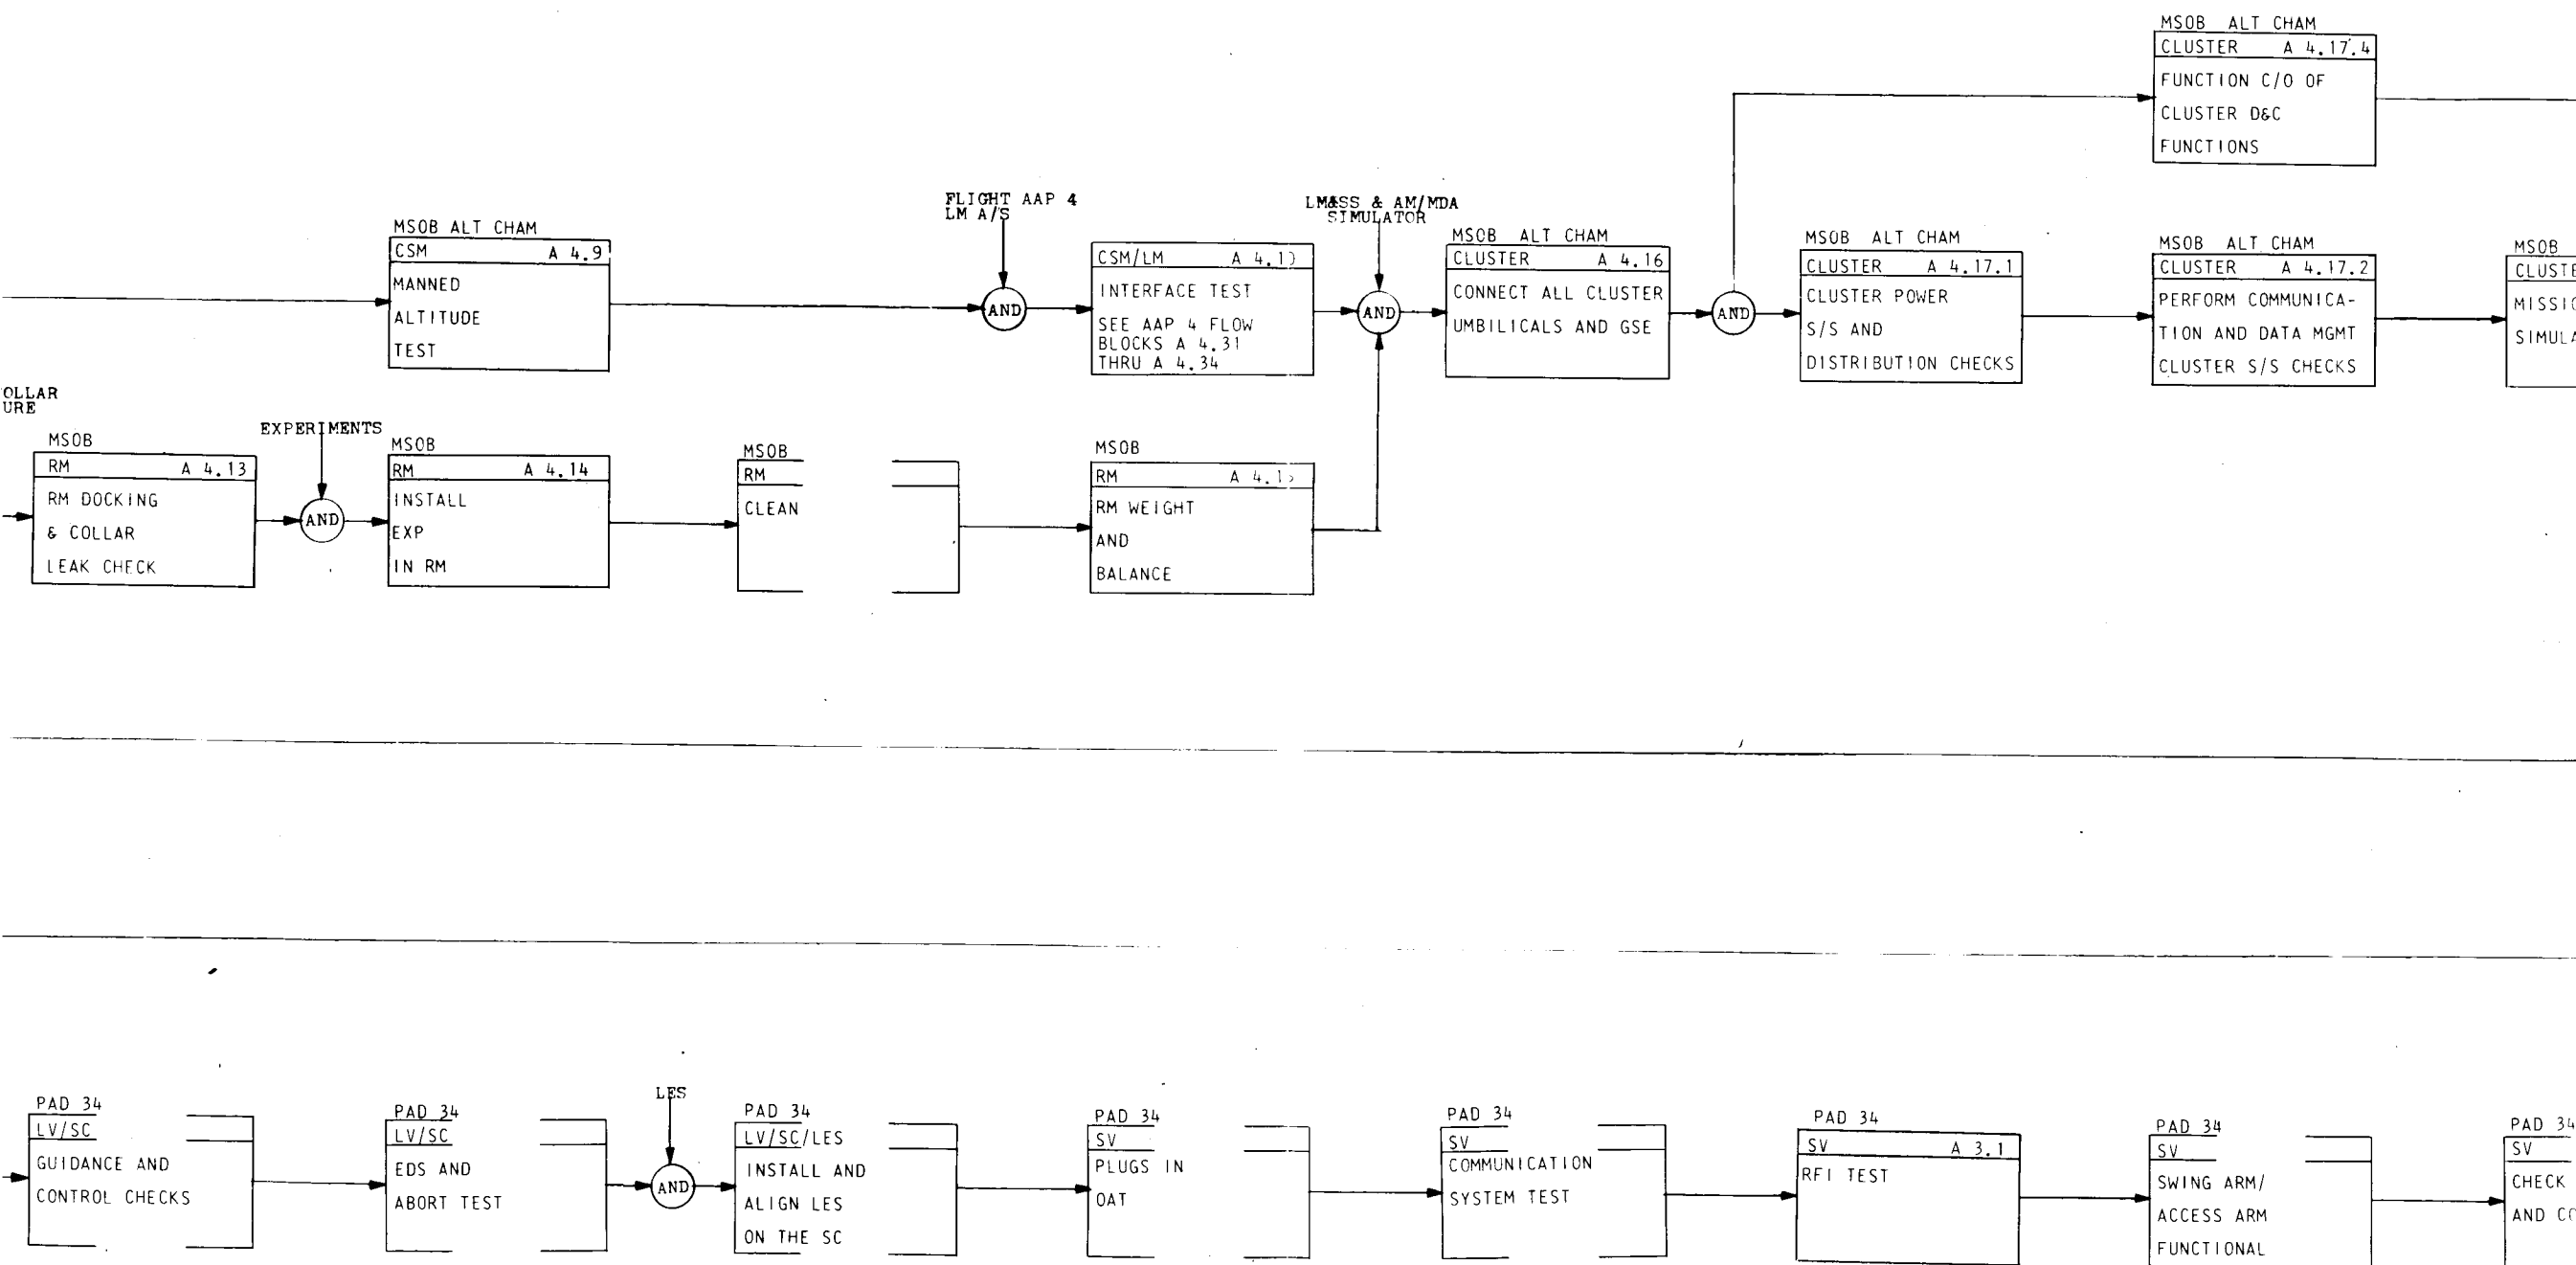 MSOB ALT CHAM
CLUSTER A 4.17.4
FUNCTION C/O OF
CLUSTER D&C
FUNCTIONS
MSOB ALT CHAM
CSM A 4.9
MANNED
ALTITUDE
TEST
FLIGHT AAP 4
LM A/S
AND
CSM/LM
INTERFACE TEST
SEE AAP 4 FLOW
BLOCKS A 4.31
THRU A 4.34
LM&SS & AM/MDA
SIMULATOR
AND
MSOB ALT CHAM
CLUSTER A 4.16
CONNECT ALL CLUSTER
UMBILICALS AND GSE
AND
MSOB ALT CHAM
CLUSTER A 4.17.1
CLUSTER POWER
S/S AND
DISTRIBUTION CHECKS
MSOB ALT CHAM
CLUSTER A 4.17.2
PERFORM COMMUNICA-
TION AND DATA MGMT
CLUSTER S/S CHECKS
MSOB
CLUSTE
MISSIO
SIMULA
OLLAR
URE
MSOB
RM A 4.13
RM DOCKING
& COLLAR
LEAK CHECK
EXPERIMENTS
AND
MSOB
RM A 4.14
INSTALL
EXP
IN RM
MSOB
RM
CLEAN
MSOB
RM
RM WEIGHT
AND
BALANCE
PAD 34
LV/SC
GUIDANCE AND
CONTROL CHECKS
PAD 34
LV/SC
EDS AND
ABORT TEST
LES
AND
PAD 34
LV/SC/LES
INSTALL AND
ALIGN LES
ON THE SC
PAD 34
SV
PLUGS IN
OAT
PAD 34
SV
COMMUNICATION
SYSTEM TEST
PAD 34
SV A 3.1
RFI TEST
PAD 34
SV
SWING ARM/
ACCESS ARM
FUNCTIONAL
PAD 34
SV
CHECK
AND CO